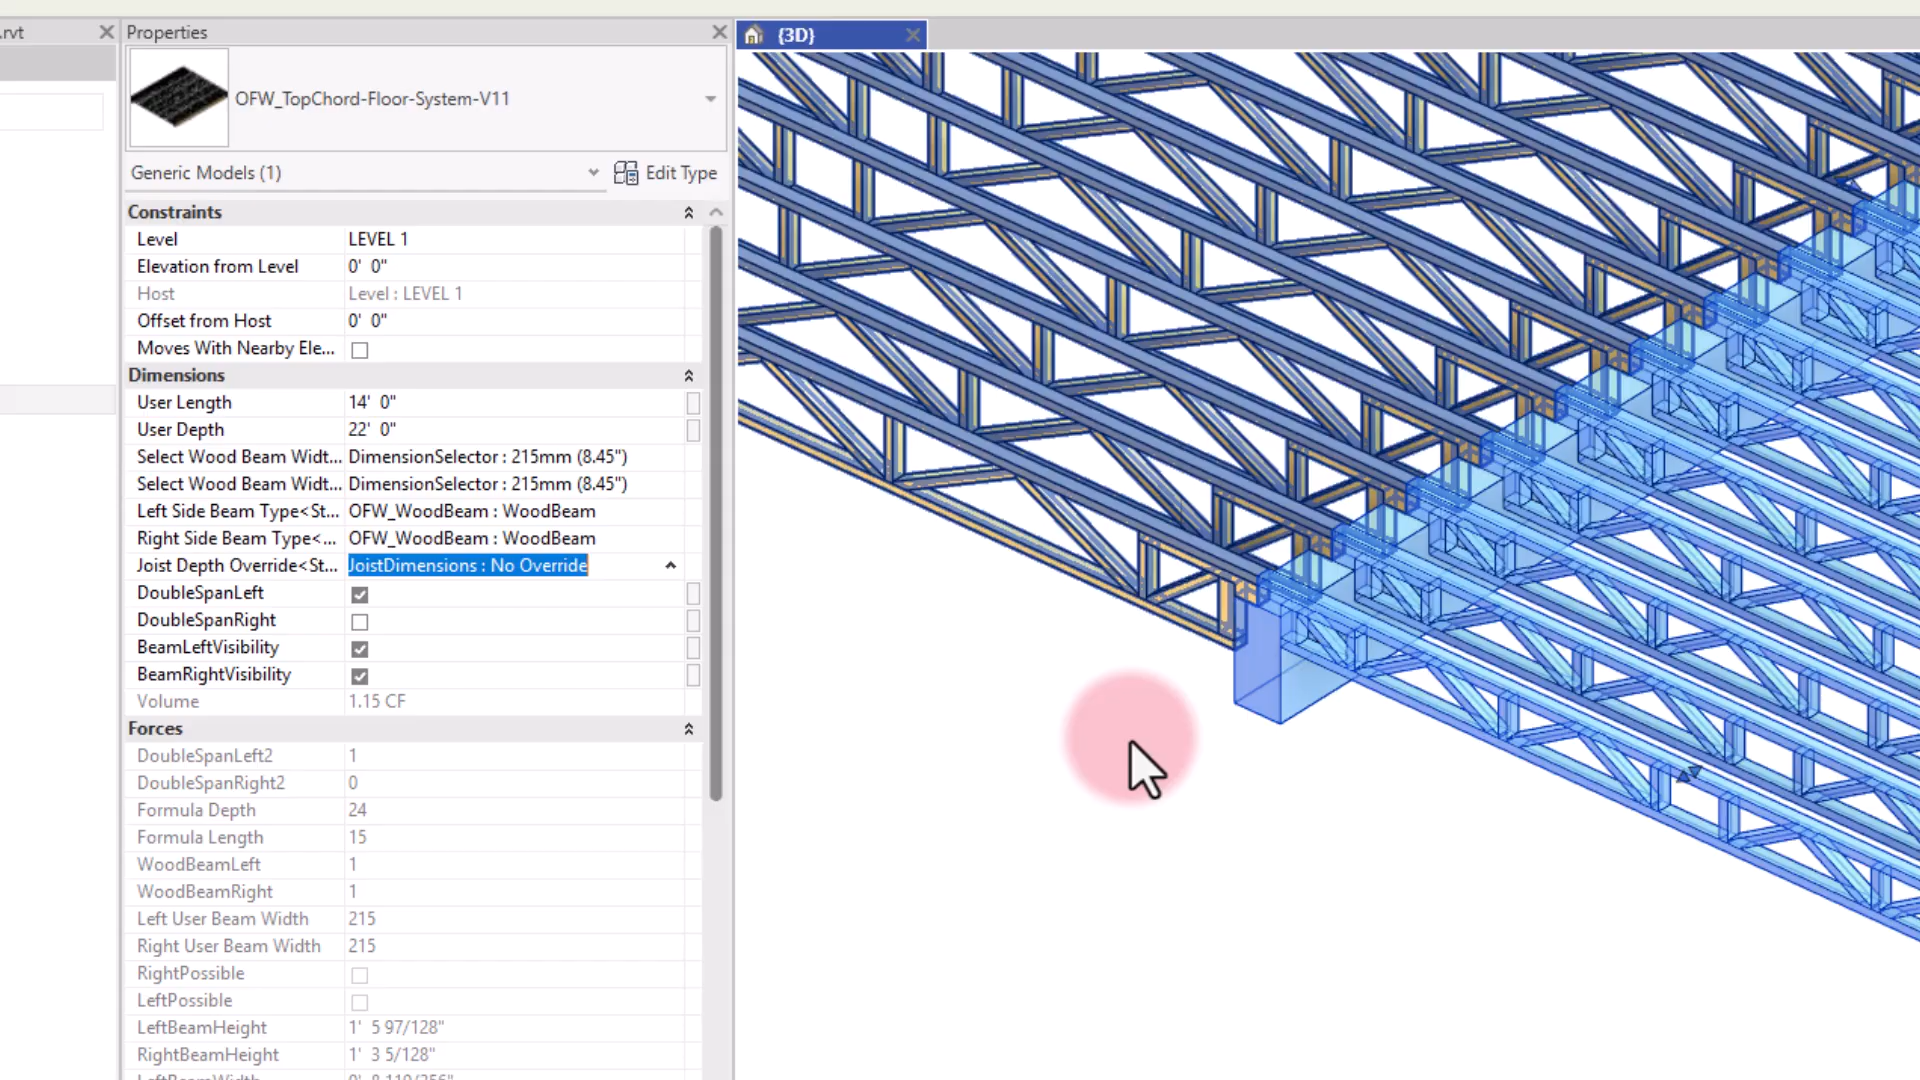 .rvt
Properties
{3D}
OFW_TopChord-Floor-System-V11
Generic Models (1)
Edit Type
Constraints
Level LEVEL 1
Elevation from Level 0' 0"
Host Level : LEVEL 1
Offset from Host 0' 0"
Moves With Nearby Ele...
Dimensions
User Length 14' 0"
User Depth 22' 0"
Select Wood Beam Widt... DimensionSelector : 215mm (8.45")
Select Wood Beam Widt... DimensionSelector : 215mm (8.45")
Left Side Beam Type<St... OFW_WoodBeam : WoodBeam
Right Side Beam Type<... OFW_WoodBeam : WoodBeam
Joist Depth Override<St... JoistDimensions : No Override
DoubleSpanLeft
DoubleSpanRight
BeamLeftVisibility
BeamRightVisibility
Volume 1.15 CF
Forces
DoubleSpanLeft2 1
DoubleSpanRight2 0
Formula Depth 24
Formula Length 15
WoodBeamLeft 1
WoodBeamRight 1
Left User Beam Width 215
Right User Beam Width 215
RightPossible
LeftPossible
LeftBeamHeight 1' 5 97/128"
RightBeamHeight 1' 3 5/128"
LeftBeamWidth